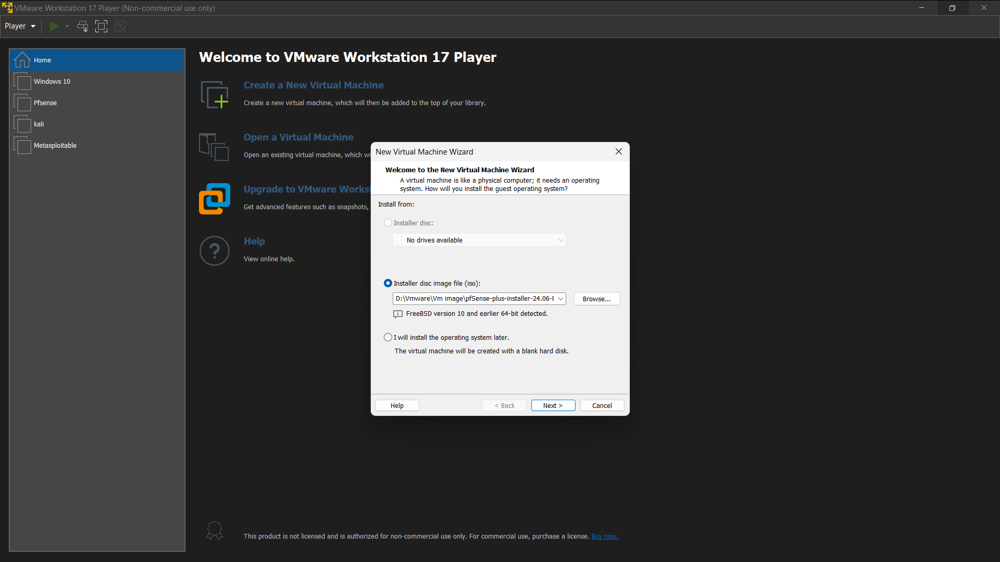 VMware Workstation 17 Player (Non-commercial use only)
Player
Home
Windows 10
Pfsense
kali
Metasploitable
Welcome to VMware Workstation 17 Player
Create a New Virtual Machine
Create a new virtual machine, which will then be added to the top of your library.
Open a Virtual Machine
Open an existing virtual machine, which wi
Upgrade to VMware Works
Get advanced features such as snapshots,
Help
View online help.
New Virtual Machine Wizard
Welcome to the New Virtual Machine Wizard
A virtual machine is like a physical computer; it needs an operating
system. How will you install the guest operating system?
Install from:
Installer disc:
No drives available
Installer disc image file (iso):
D:\Vmware\Vm image\pfSense-plus-installer-24.06-
Browse...
FreeBSD version 10 and earlier 64-bit detected.
I will install the operating system later.
The virtual machine will be created with a blank hard disk.
Help
< Back
Next >
Cancel
This product is not licensed and is authorized for non-commercial use only. For commercial use, purchase a license. Buy now.